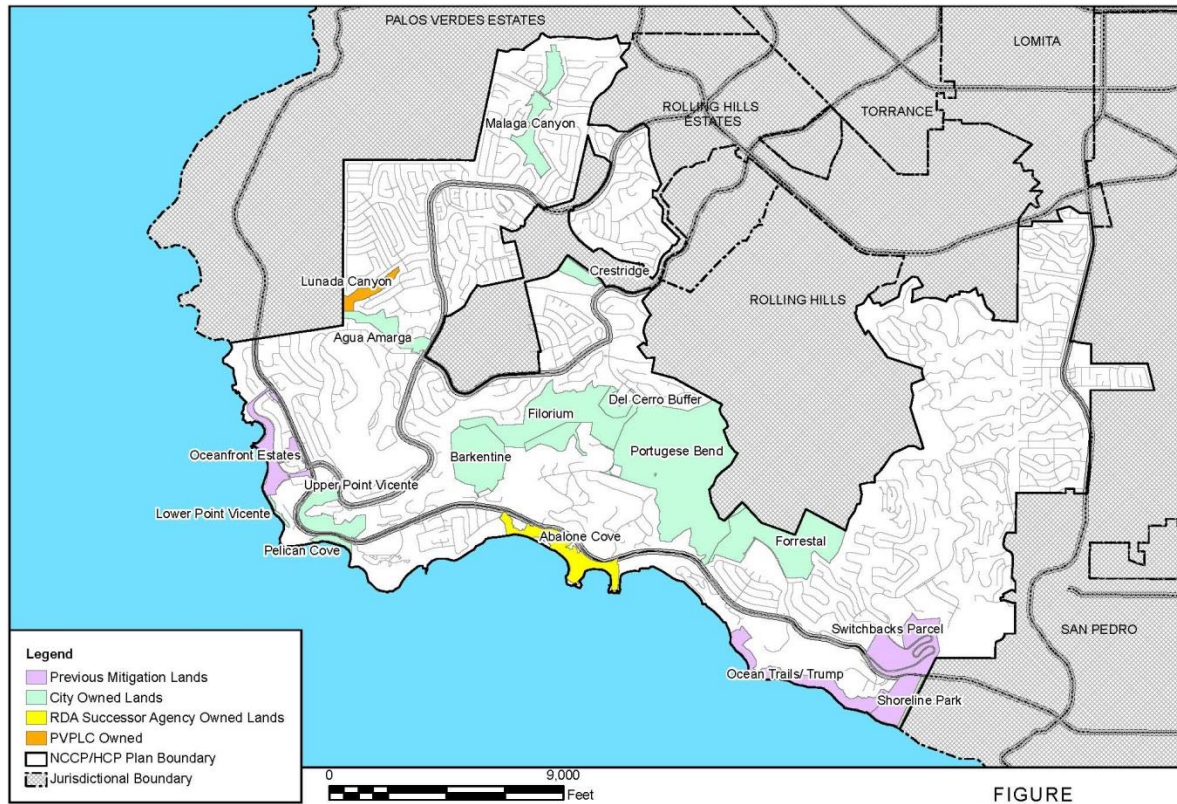 PALOS VERDES ESTATES
LOMITA
ROLLING HILLS
ESTATES
TORRANCE
Malaga Canyon
Lunada Canyon
Crestridge
ROLLING HILLS
Agua Amarga
Del Cerro Buffer
Filorium
Barkentine
Portugese Bend
Oceanfront Estates
Upper Point Vicente
Lower Point Vicente
Pelican Cove
Abalone Cove
Forrestal
Switchbacks Parcel
SAN PEDRO
Ocean Trails/ Trump
Shoreline Park
Legend
Previous Mitigation Lands
City Owned Lands
RDA Successor Agency Owned Lands
PVPLC Owned
NCCP/HCP Plan Boundary
Jurisdictional Boundary
0 9,000
Feet
FIGURE